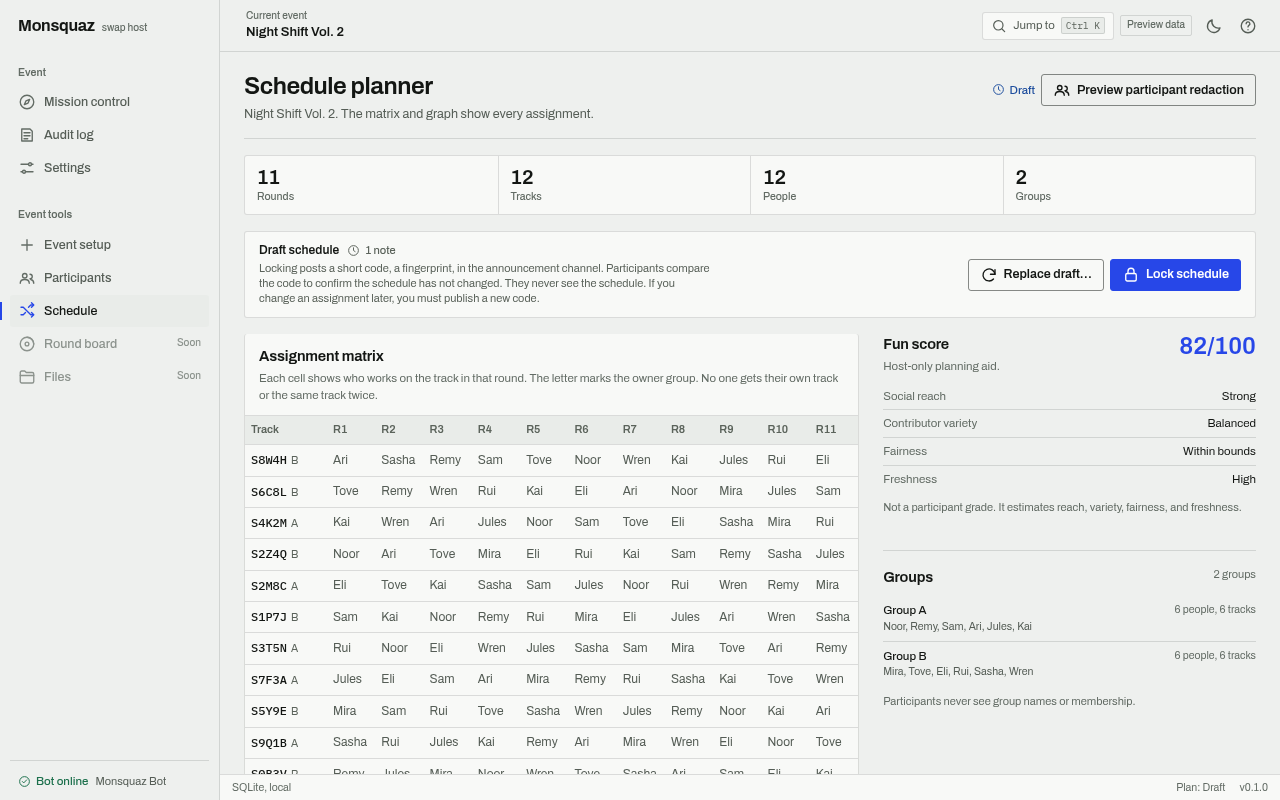 Monsquaz swap host
Event
Mission control
Audit log
Settings
Event tools
Event setup
Participants
Schedule
Round board Soon
Files Soon
Bot online Monsquaz Bot
Current event
Night Shift Vol. 2
Jump to Ctrl K
Preview data
Schedule planner
Night Shift Vol. 2. The matrix and graph show every assignment.
Draft
Preview participant redaction
11
Rounds
12
Tracks
12
People
2
Groups
Draft schedule 1 note
Locking posts a short code, a fingerprint, in the announcement channel. Participants compare
the code to confirm the schedule has not changed. They never see the schedule. If you
change an assignment later, you must publish a new code.
Replace draft...
Lock schedule
Assignment matrix
Each cell shows who works on the track in that round. The letter marks the owner group. No one gets their own track
or the same track twice.
Track R1 R2 R3 R4 R5 R6 R7 R8 R9 R10 R11
S8W4H B Ari Sasha Remy Sam Tove Noor Wren Kai Jules Rui Eli
S6C8L B Tove Remy Wren Rui Kai Eli Ari Noor Mira Jules Sam
S4K2M A Kai Wren Ari Jules Noor Sam Tove Eli Sasha Mira Rui
S2Z4Q B Noor Ari Tove Mira Eli Rui Kai Sam Remy Sasha Jules
S2M8C A Eli Tove Kai Sasha Sam Jules Noor Rui Wren Remy Mira
S1P7J B Sam Kai Noor Remy Rui Mira Eli Jules Ari Wren Sasha
S3T5N A Rui Noor Eli Wren Jules Sasha Sam Mira Tove Ari Remy
S7F3A A Jules Eli Sam Ari Mira Remy Rui Sasha Kai Tove Wren
S5Y9E B Mira Sam Rui Tove Sasha Wren Jules Remy Noor Kai Ari
S9Q1B A Sasha Rui Jules Kai Remy Ari Mira Wren Eli Noor Tove
Remy Jules Mira Noor Wren Tove Sasha Ari Sam Eli Kai
Fun score 82/100
Host-only planning aid.
Social reach Strong
Contributor variety Balanced
Fairness Within bounds
Freshness High
Not a participant grade. It estimates reach, variety, fairness, and freshness.
Groups 2 groups
Group A 6 people, 6 tracks
Noor, Remy, Sam, Ari, Jules, Kai
Group B 6 people, 6 tracks
Mira, Tove, Eli, Rui, Sasha, Wren
Participants never see group names or membership.
SQLite, local
Plan: Draft v0.1.0